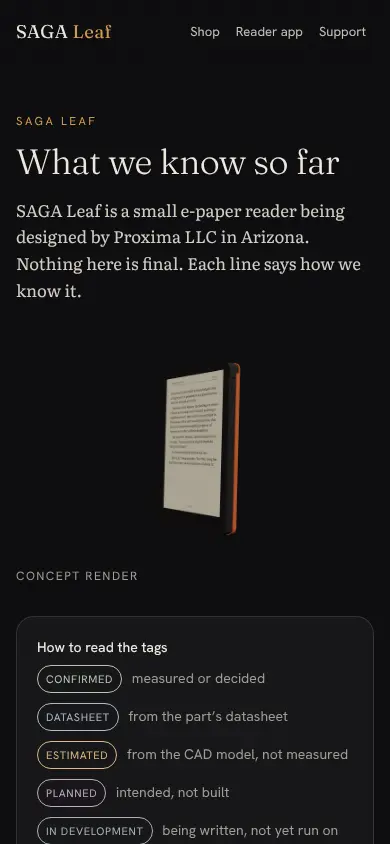 SAGA Leaf
Shop Reader app Support
SAGA LEAF
What we know so far
SAGA Leaf is a small e-paper reader being
designed by Proxima LLC in Arizona.
Nothing here is final. Each line says how we
know it.
CONCEPT RENDER
How to read the tags
CONFIRMED measured or decided
DATASHEET from the part’s datasheet
ESTIMATED from the CAD model, not measured
PLANNED intended, not built
IN DEVELOPMENT being written, not yet run on